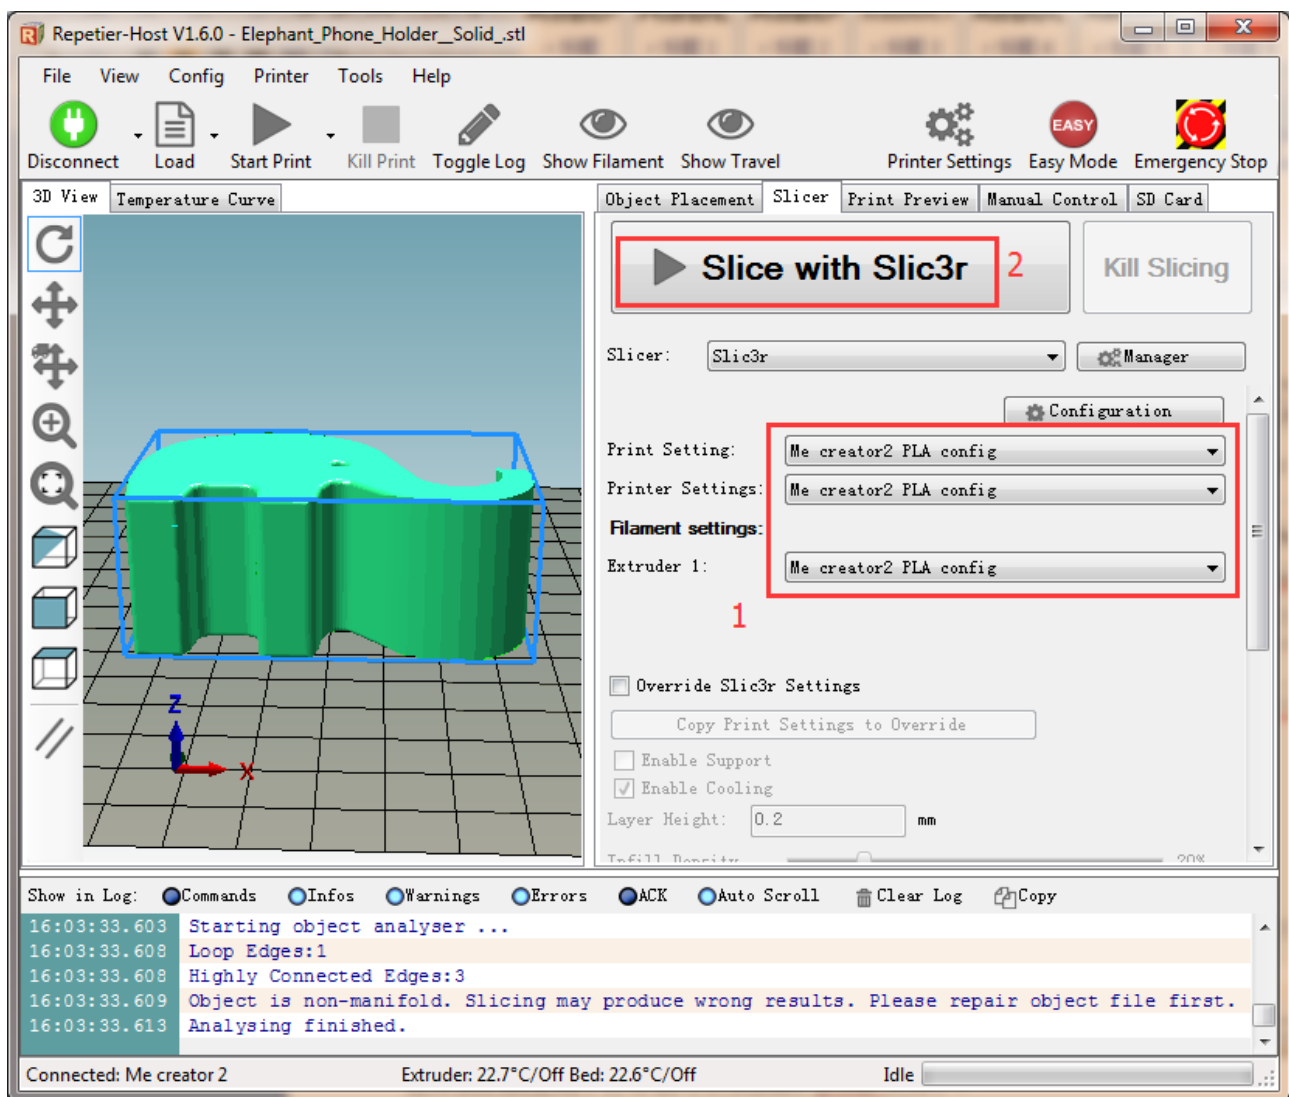 Repetier-Host V1.6.0 - Elephant_Phone_Holder__Solid_.stl
File View Config Printer Tools Help
EASY
Disconnect Load Start Print Kill Print Toggle Log Show Filament Show Travel Printer Settings Easy Mode Emergency Stop
3D View Temperature Curve Object Placement Slicer Print Preview Manual Control SD Card
Slice with Slic3r 2 Kill Slicing
Slicer: Slic3r Manager
Configuration
Print Setting: Me creator2 PLA config
Printer Settings: Me creator2 PLA config
Filament settings:
Extruder 1: Me creator2 PLA config
1
Override Slic3r Settings
Copy Print Settings to Override
Enable Support
Enable Cooling
Layer Height: 0.2 mm
Infill Density 20%
Z
X
Show in Log: Commands Infos Warnings Errors ACK Auto Scroll Clear Log Copy
16:03:33.603 Starting object analyser ...
16:03:33.608 Loop Edges:1
16:03:33.608 Highly Connected Edges:3
16:03:33.609 Object is non-manifold. Slicing may produce wrong results. Please repair object file first.
16:03:33.613 Analysing finished.
Connected: Me creator 2 Extruder: 22.7°C/Off Bed: 22.6°C/Off Idle